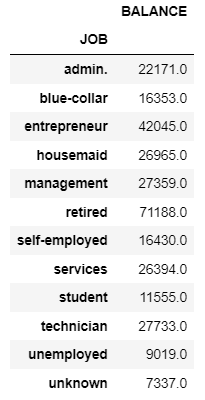 BALANCE
JOB
admin. 22171.0
blue-collar 16353.0
entrepreneur 42045.0
housemaid 26965.0
management 27359.0
retired 71188.0
self-employed 16430.0
services 26394.0
student 11555.0
technician 27733.0
unemployed 9019.0
unknown 7337.0